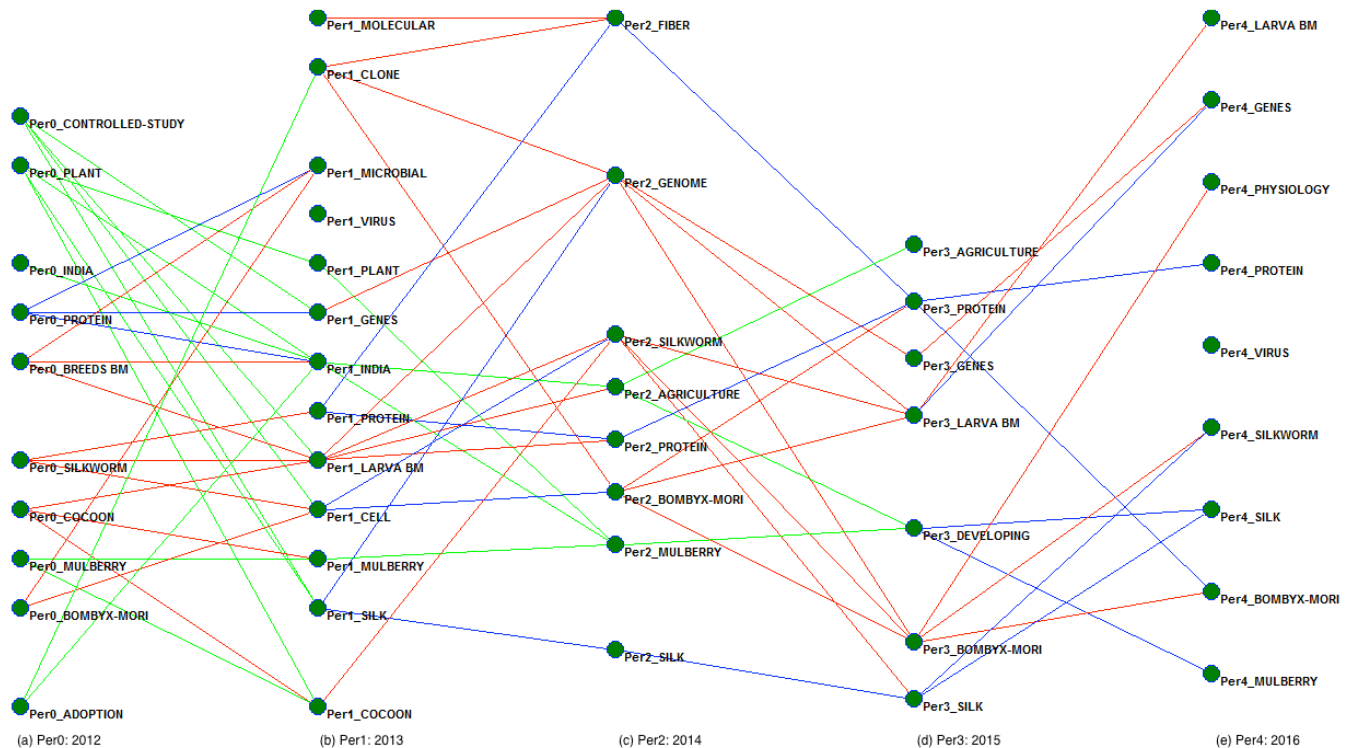 Per0_CONTROLLED-STUDY
Per0_PLANT
Per0_INDIA
Per0_PROTEIN
Per0_BREEDS BM
Per0_SILKWORM
Per0_COCOON
Per0_MULBERRY
Per0_BOMBYX-MORI
Per0_ADOPTION
(a) Per0: 2012
Per1_MOLECULAR
Per1_CLONE
Per1_MICROBIAL
Per1_VIRUS
Per1_PLANT
Per1_GENES
Per1_INDIA
Per1_PROTEIN
Per1_LARVA BM
Per1_CELL
Per1_MULBERRY
Per1_SILK
Per1_COCOON
(b) Per1: 2013
Per2_FIBER
Per2_GENOME
Per2_SILKWORM
Per2_AGRICULTURE
Per2_PROTEIN
Per2_BOMBYX-MORI
Per2_MULBERRY
Per2_SILK
(c) Per2: 2014
Per3_AGRICULTURE
Per3_PROTEIN
Per3_GENES
Per3_LARVA BM
Per3_DEVELOPING
Per3_BOMBYX-MORI
Per3_SILK
(d) Per3: 2015
Per4_LARVA BM
Per4_GENES
Per4_PHYSIOLOGY
Per4_PROTEIN
Per4_VIRUS
Per4_SILKWORM
Per4_SILK
Per4_BOMBYX-MORI
Per4_MULBERRY
(e) Per4: 2016